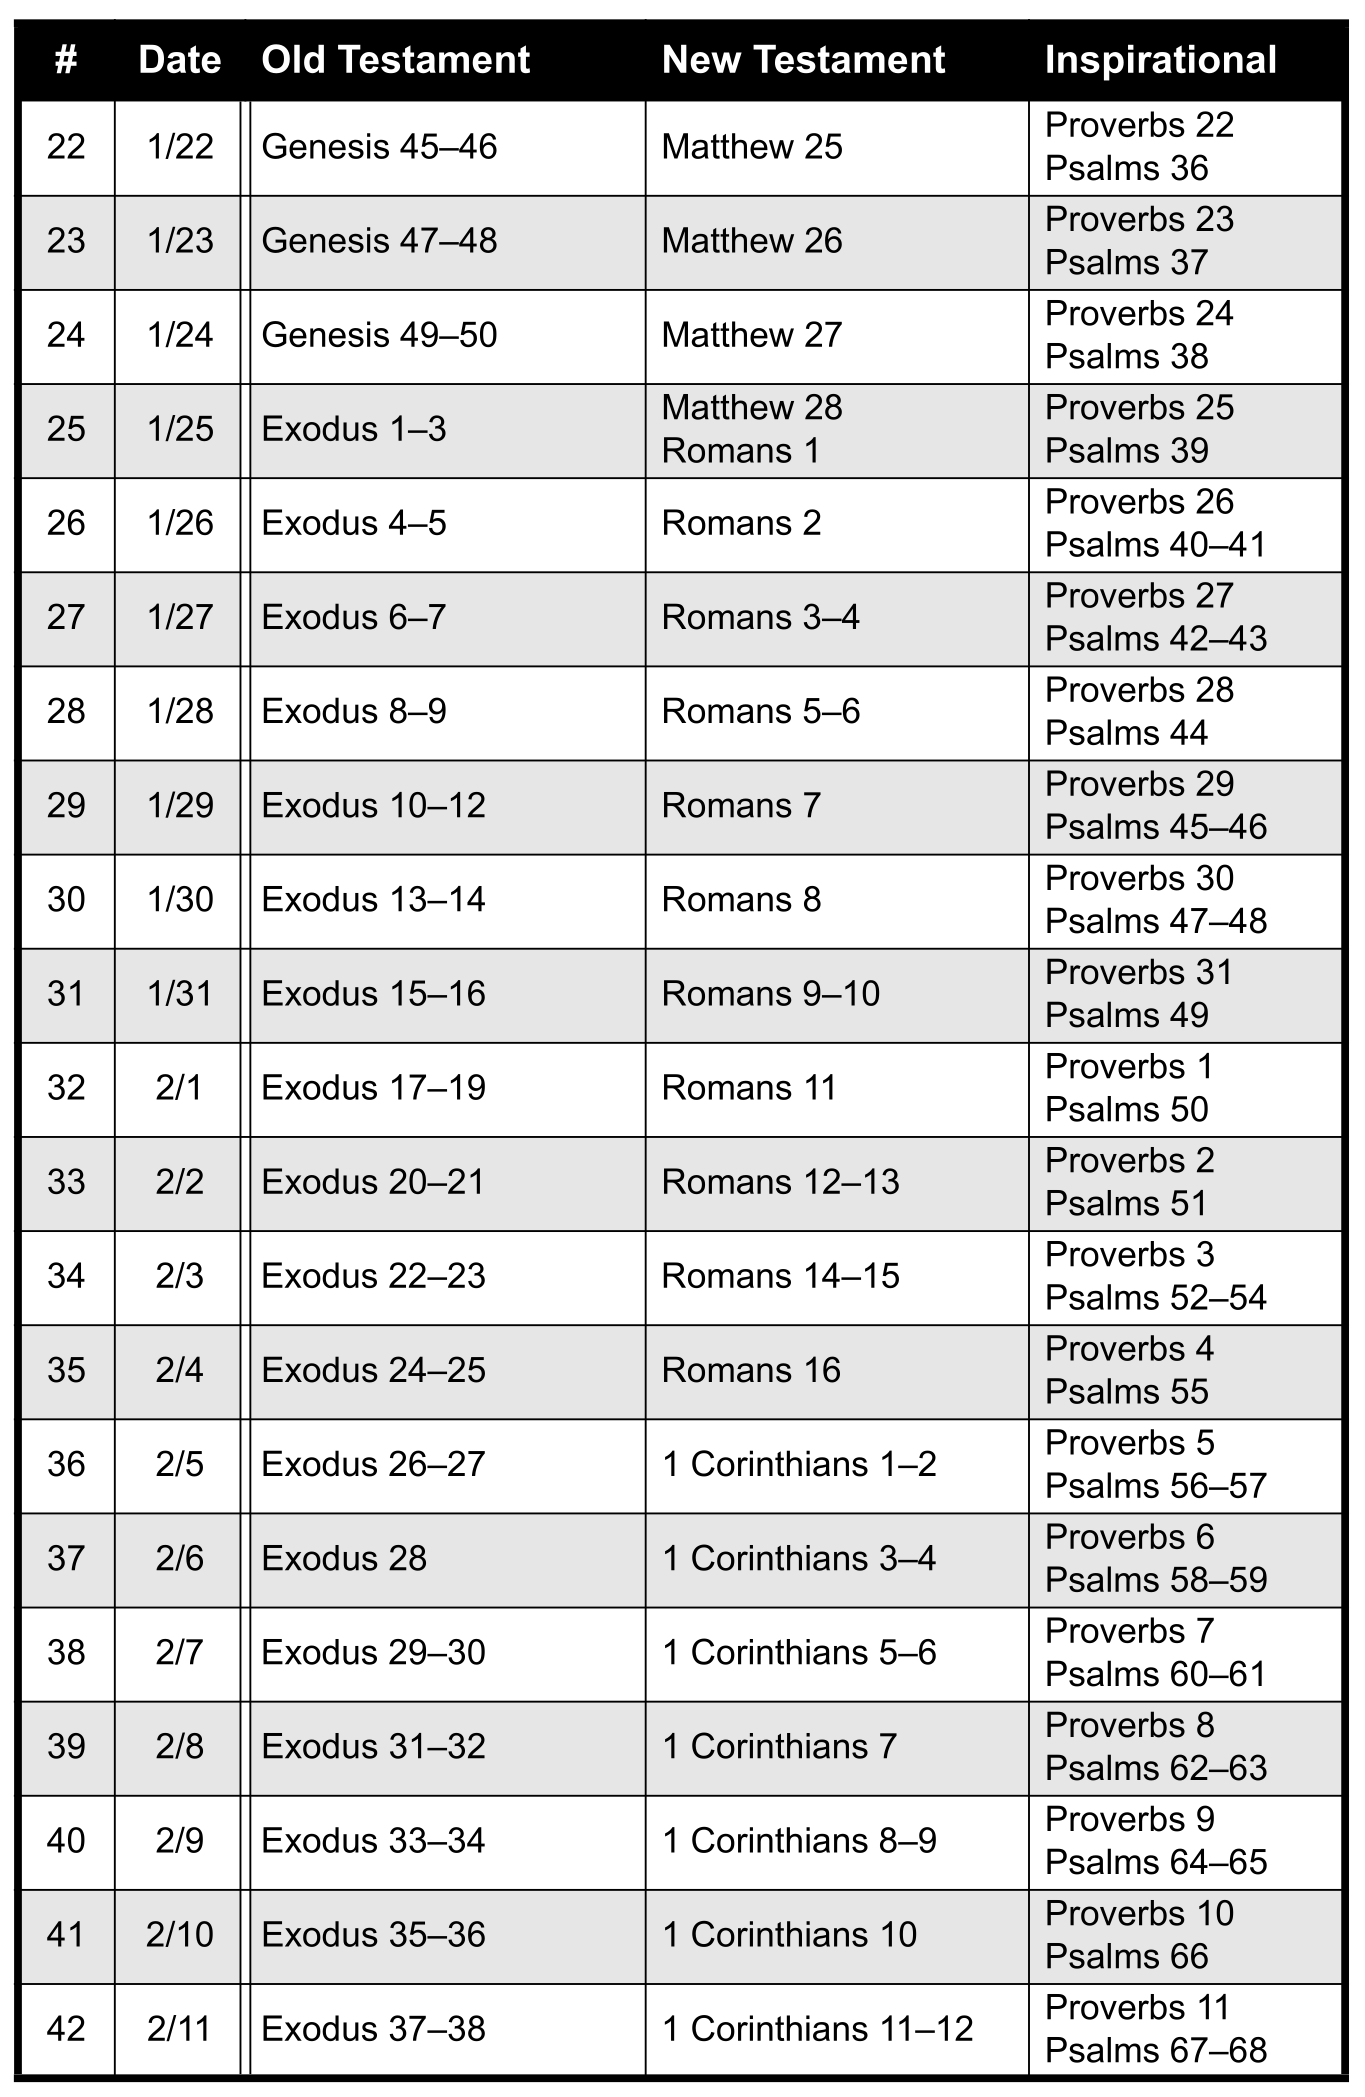 # Date Old Testament New Testament Inspirational
22 1/22 Genesis 45–46 Matthew 25 Proverbs 22
Psalms 36
23 1/23 Genesis 47–48 Matthew 26 Proverbs 23
Psalms 37
24 1/24 Genesis 49–50 Matthew 27 Proverbs 24
Psalms 38
25 1/25 Exodus 1–3 Matthew 28 Proverbs 25
Romans 1 Psalms 39
26 1/26 Exodus 4–5 Romans 2 Proverbs 26
Psalms 40–41
27 1/27 Exodus 6–7 Romans 3–4 Proverbs 27
Psalms 42–43
28 1/28 Exodus 8–9 Romans 5–6 Proverbs 28
Psalms 44
29 1/29 Exodus 10–12 Romans 7 Proverbs 29
Psalms 45–46
30 1/30 Exodus 13–14 Romans 8 Proverbs 30
Psalms 47–48
31 1/31 Exodus 15–16 Romans 9–10 Proverbs 31
Psalms 49
32 2/1 Exodus 17–19 Romans 11 Proverbs 1
Psalms 50
33 2/2 Exodus 20–21 Romans 12–13 Proverbs 2
Psalms 51
34 2/3 Exodus 22–23 Romans 14–15 Proverbs 3
Psalms 52–54
35 2/4 Exodus 24–25 Romans 16 Proverbs 4
Psalms 55
36 2/5 Exodus 26–27 1 Corinthians 1–2 Proverbs 5
Psalms 56–57
37 2/6 Exodus 28 1 Corinthians 3–4 Proverbs 6
Psalms 58–59
38 2/7 Exodus 29–30 1 Corinthians 5–6 Proverbs 7
Psalms 60–61
39 2/8 Exodus 31–32 1 Corinthians 7 Proverbs 8
Psalms 62–63
40 2/9 Exodus 33–34 1 Corinthians 8–9 Proverbs 9
Psalms 64–65
41 2/10 Exodus 35–36 1 Corinthians 10 Proverbs 10
Psalms 66
42 2/11 Exodus 37–38 1 Corinthians 11–12 Proverbs 11
Psalms 67–68